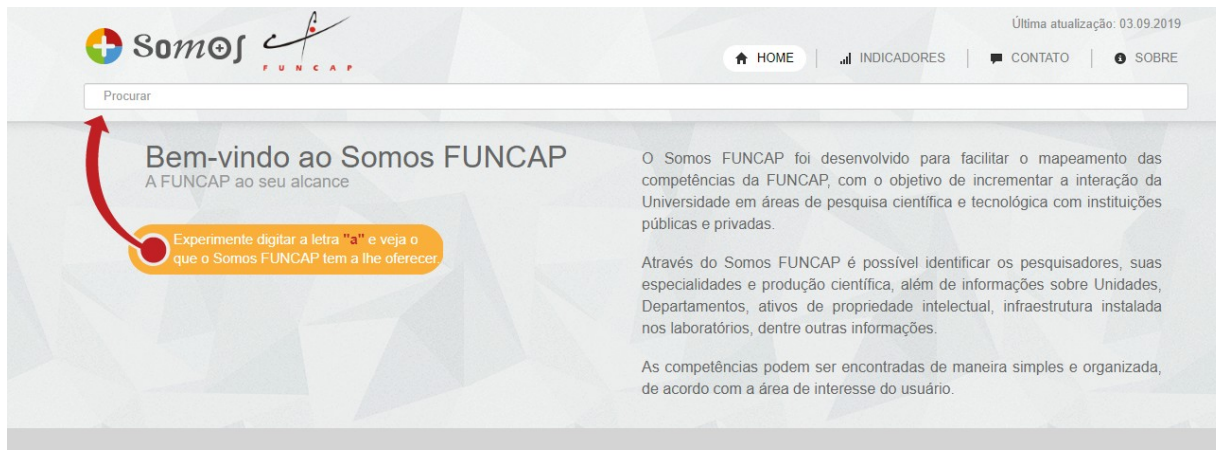 Somos
FUNCAP
Última atualização: 03.09.2019
HOME
INDICADORES
CONTATO
SOBRE
Procurar
Bem-vindo ao Somos FUNCAP
A FUNCAP ao seu alcance
Experimente digitar a letra "a" e veja o
que o Somos FUNCAP tem a lhe oferecer.
O Somos FUNCAP foi desenvolvido para facilitar o mapeamento das
competências da FUNCAP, com o objetivo de incrementar a interação da
Universidade em áreas de pesquisa científica e tecnológica com instituições
públicas e privadas.
Através do Somos FUNCAP é possível identificar os pesquisadores, suas
especialidades e produção científica, além de informações sobre Unidades,
Departamentos, ativos de propriedade intelectual, infraestrutura instalada
nos laboratórios, dentre outras informações.
As competências podem ser encontradas de maneira simples e organizada,
de acordo com a área de interesse do usuário.